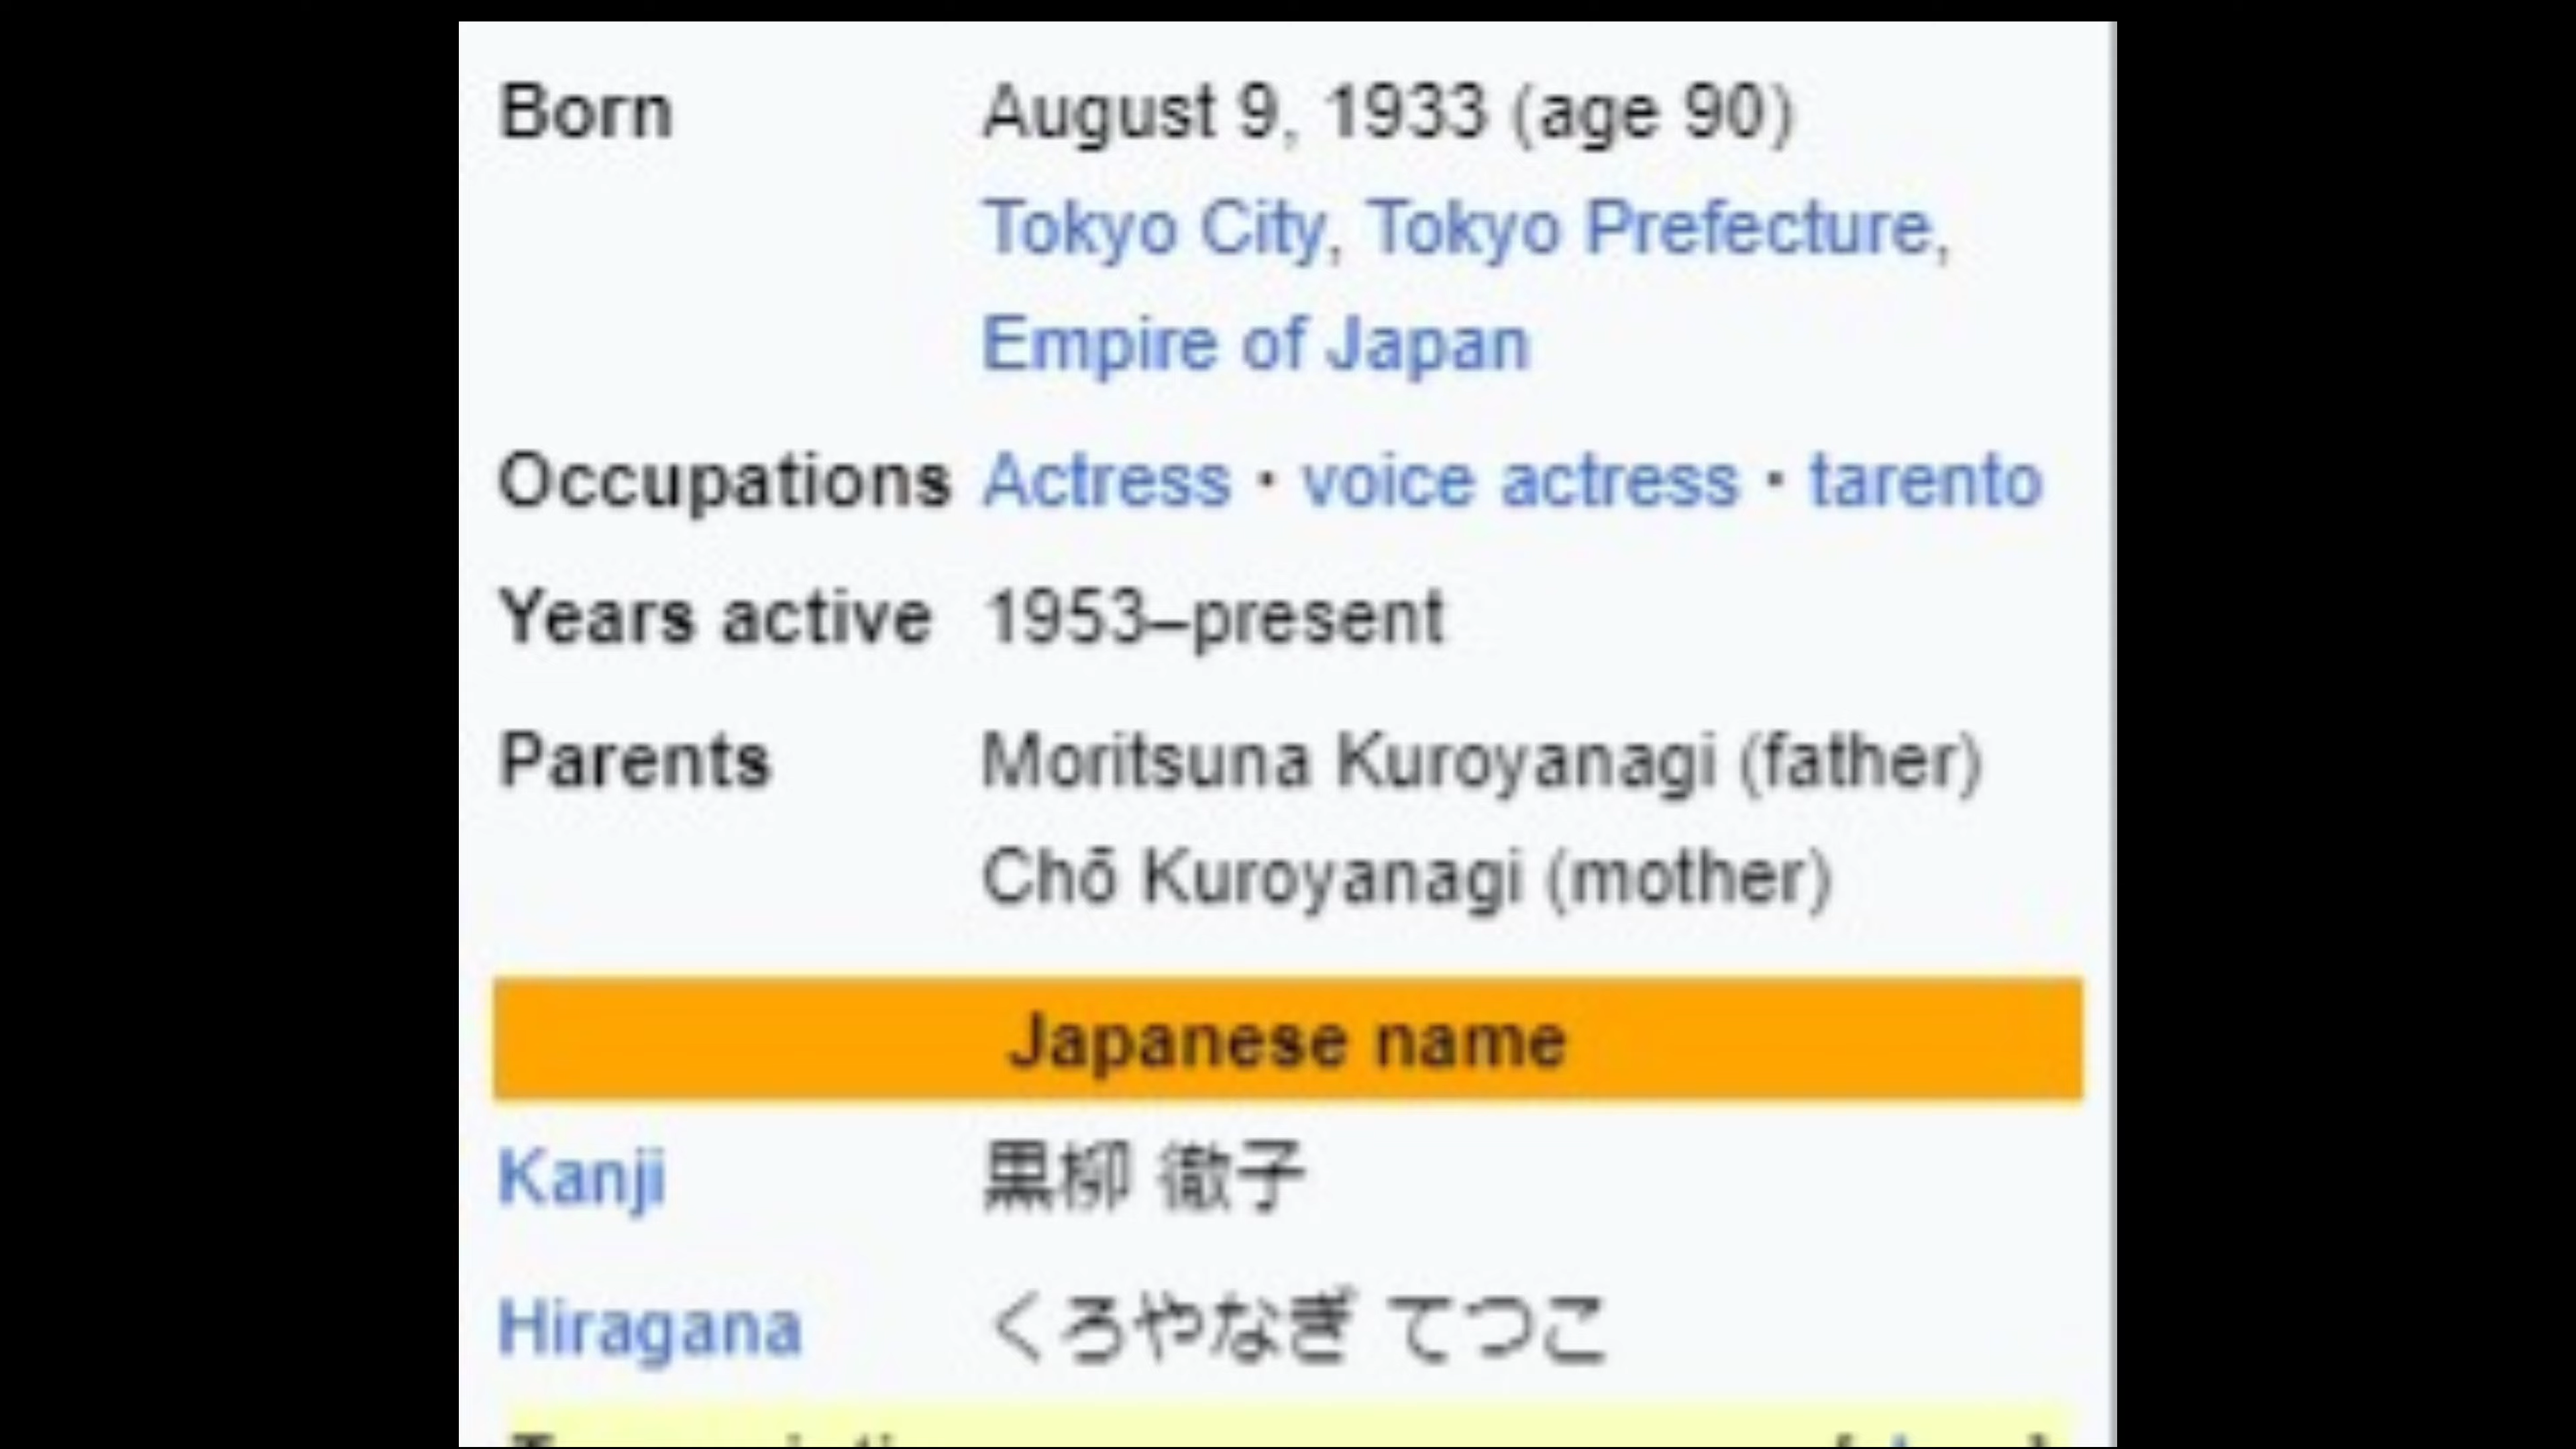 Born August 9, 1933 (age 90)
Tokyo City, Tokyo Prefecture,
Empire of Japan
Occupations Actress · voice actress · tarento
Years active 1953–present
Parents Moritsuna Kuroyanagi (father)
Chō Kuroyanagi (mother)
Japanese name
Kanji 黒柳 徹子
Hiragana くろやなぎ てつこ